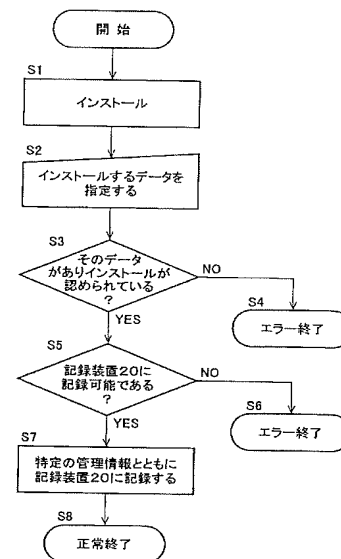 開 始
S1
インストール
S2
インストールするデータを
指定する
S3
そのデータ
がありインストールが
認められている
?
NO
S4
エラー終了
YES
S5
記録装置20に
記録可能である
?
NO
S6
エラー終了
YES
S7
特定の管理情報とともに
記録装置20に記録する
S8
正常終了